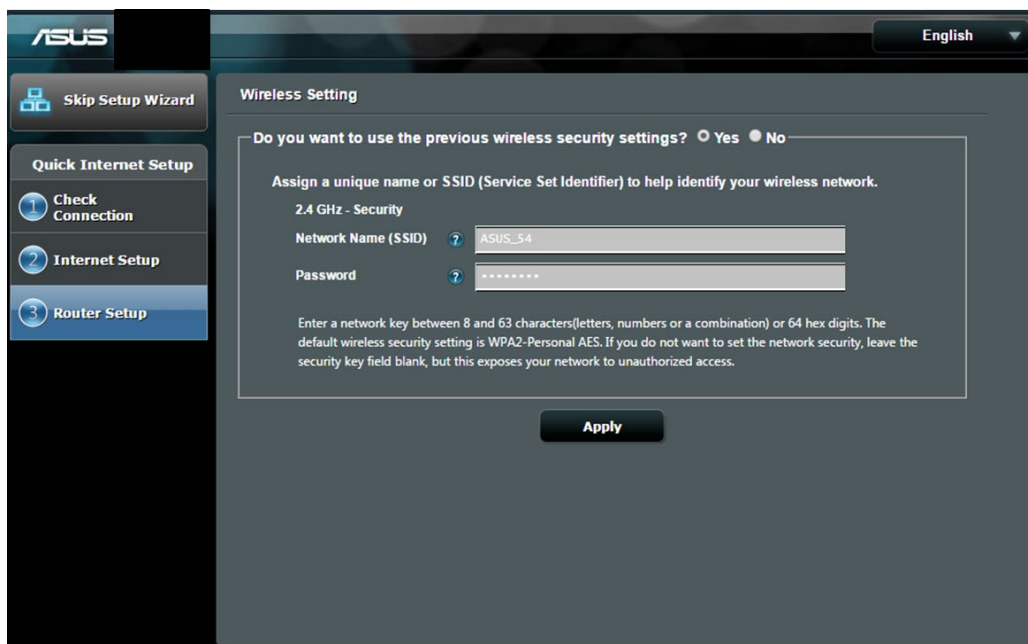 ASUS
English
Skip Setup Wizard
Wireless Setting
Do you want to use the previous wireless security settings? Yes No
Quick Internet Setup
Assign a unique name or SSID (Service Set Identifier) to help identify your wireless network.
1 Check
Connection
2.4 GHz - Security
Network Name (SSID) ? ASUS_54
2 Internet Setup
Password ? ••••••••
3 Router Setup
Enter a network key between 8 and 63 characters(letters, numbers or a combination) or 64 hex digits. The
default wireless security setting is WPA2-Personal AES. If you do not want to set the network security, leave the
security key field blank, but this exposes your network to unauthorized access.
Apply